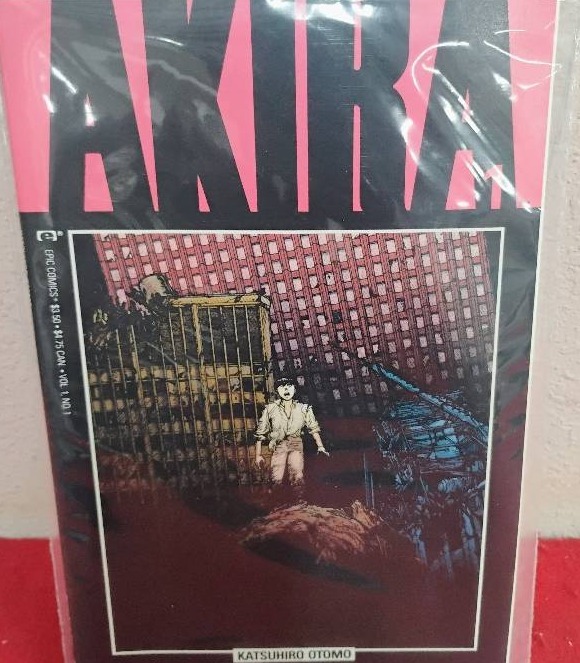 AKIRA
e
EPIC COMICS • $3.50 • $4.75 CAN • VOL 1, NO. 1
KATSUHIRO OTOMO